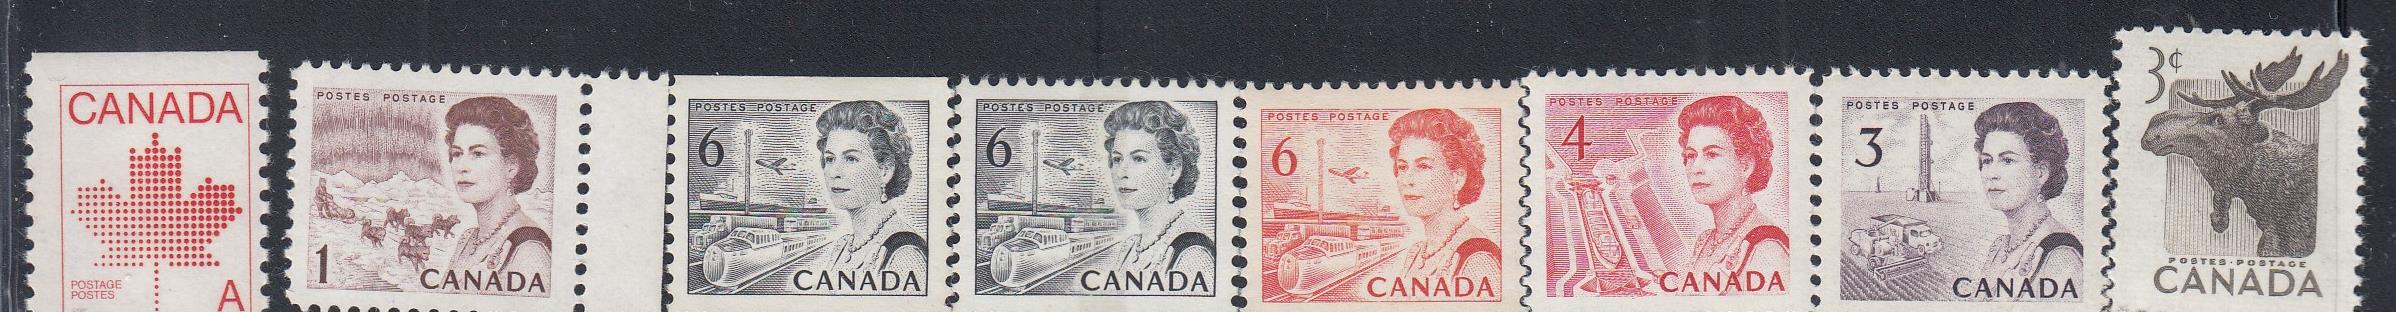 CANADA
POSTAGE
POSTES
A
POSTES POSTAGE
1
CANADA
POSTES POSTAGE
6
CANADA
POSTES POSTAGE
6
CANADA
POSTES POSTAGE
6
CANADA
POSTES POSTAGE
4
CANADA
POSTES POSTAGE
3
CANADA
3¢
POSTES·POSTAGE
CANADA